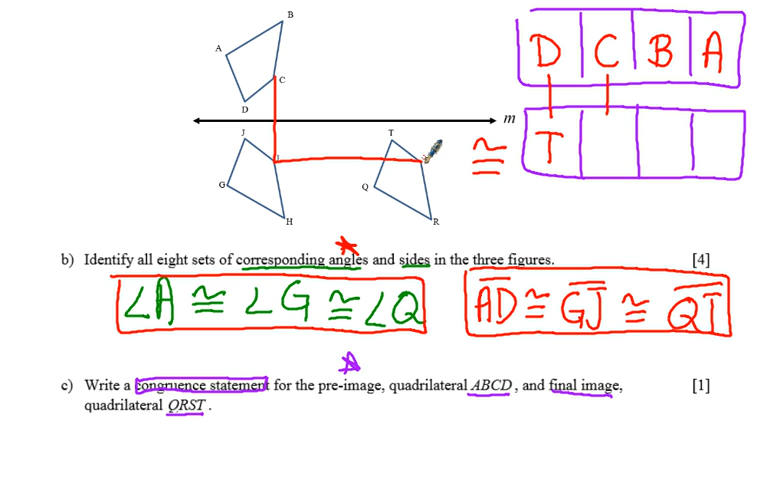 B
D C B A
A
C
D
m
J
T
≅ T
G
Q
H
R
b) Identify all eight sets of corresponding angles and sides in the three figures. [4]
∠A ≅ ∠G ≅ ∠Q
AD ≅ GJ ≅ QT
c) Write a congruence statement for the pre-image, quadrilateral ABCD, and final image, [1]
quadrilateral QRST.